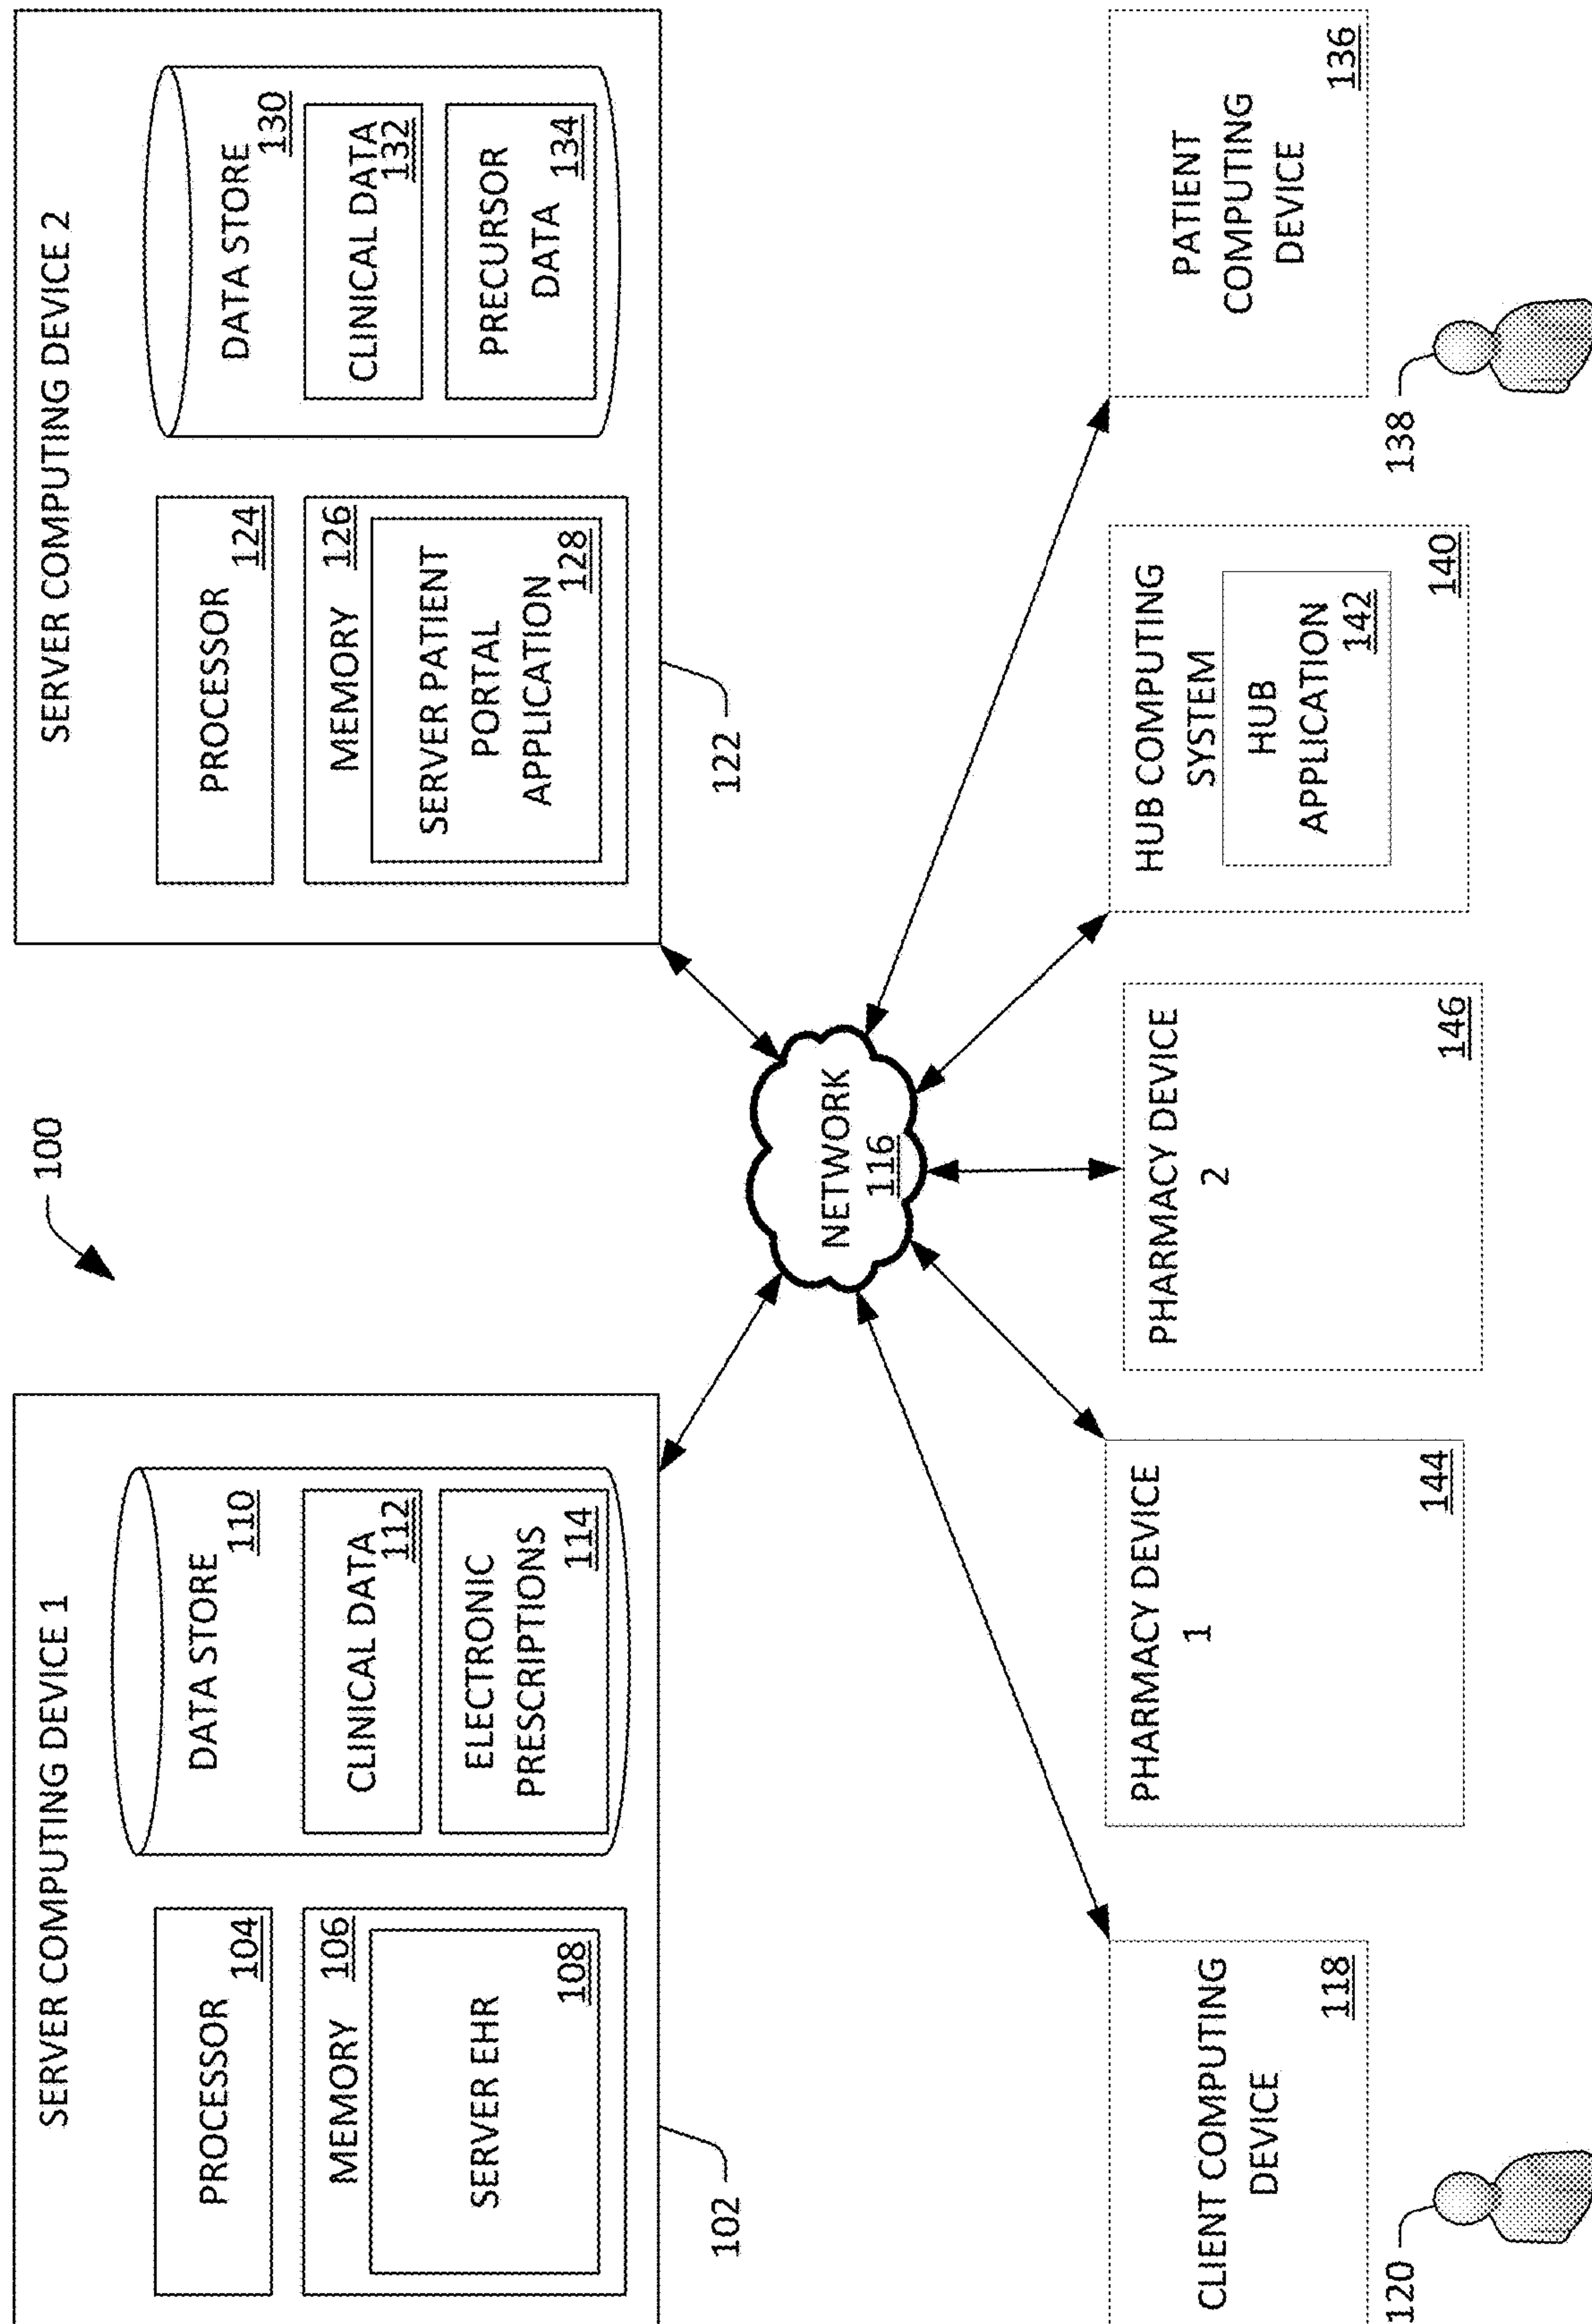 100
SERVER COMPUTING DEVICE 1
PROCESSOR
104
MEMORY 106
SERVER EHR
108
DATA STORE
110
CLINICAL DATA
112
ELECTRONIC
PRESCRIPTIONS
114
102
SERVER COMPUTING DEVICE 2
PROCESSOR
124
MEMORY 126
SERVER PATIENT
PORTAL
APPLICATION
128
DATA STORE
130
CLINICAL DATA
132
PRECURSOR
DATA
134
122
NETWORK
116
CLIENT COMPUTING
DEVICE
118
120
PHARMACY DEVICE
1
144
PHARMACY DEVICE
2
146
HUB COMPUTING
SYSTEM
HUB
APPLICATION
142
140
PATIENT
COMPUTING
DEVICE
136
138